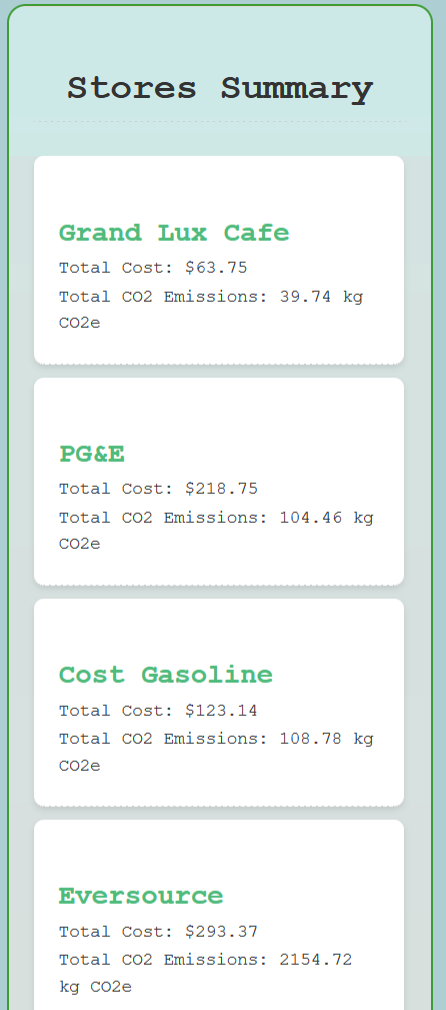 Stores Summary
Grand Lux Cafe
Total Cost: $63.75
Total CO2 Emissions: 39.74 kg
CO2e
PG&E
Total Cost: $218.75
Total CO2 Emissions: 104.46 kg
CO2e
Cost Gasoline
Total Cost: $123.14
Total CO2 Emissions: 108.78 kg
CO2e
Eversource
Total Cost: $293.37
Total CO2 Emissions: 2154.72
kg CO2e